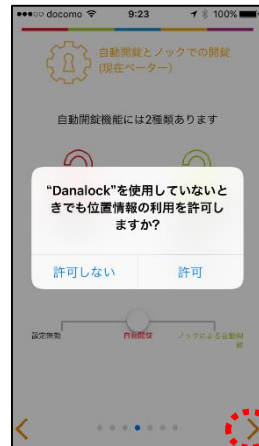 docomo 9:23 100%
自動開錠とノックでの開錠
(現在ベーター)
自動開錠機能には2種類あります
“Danalock”を使用していないと
きでも位置情報の利用を許可し
ますか?
許可しない 許可
設定無効 自動開錠 ノックによる自動開
錠